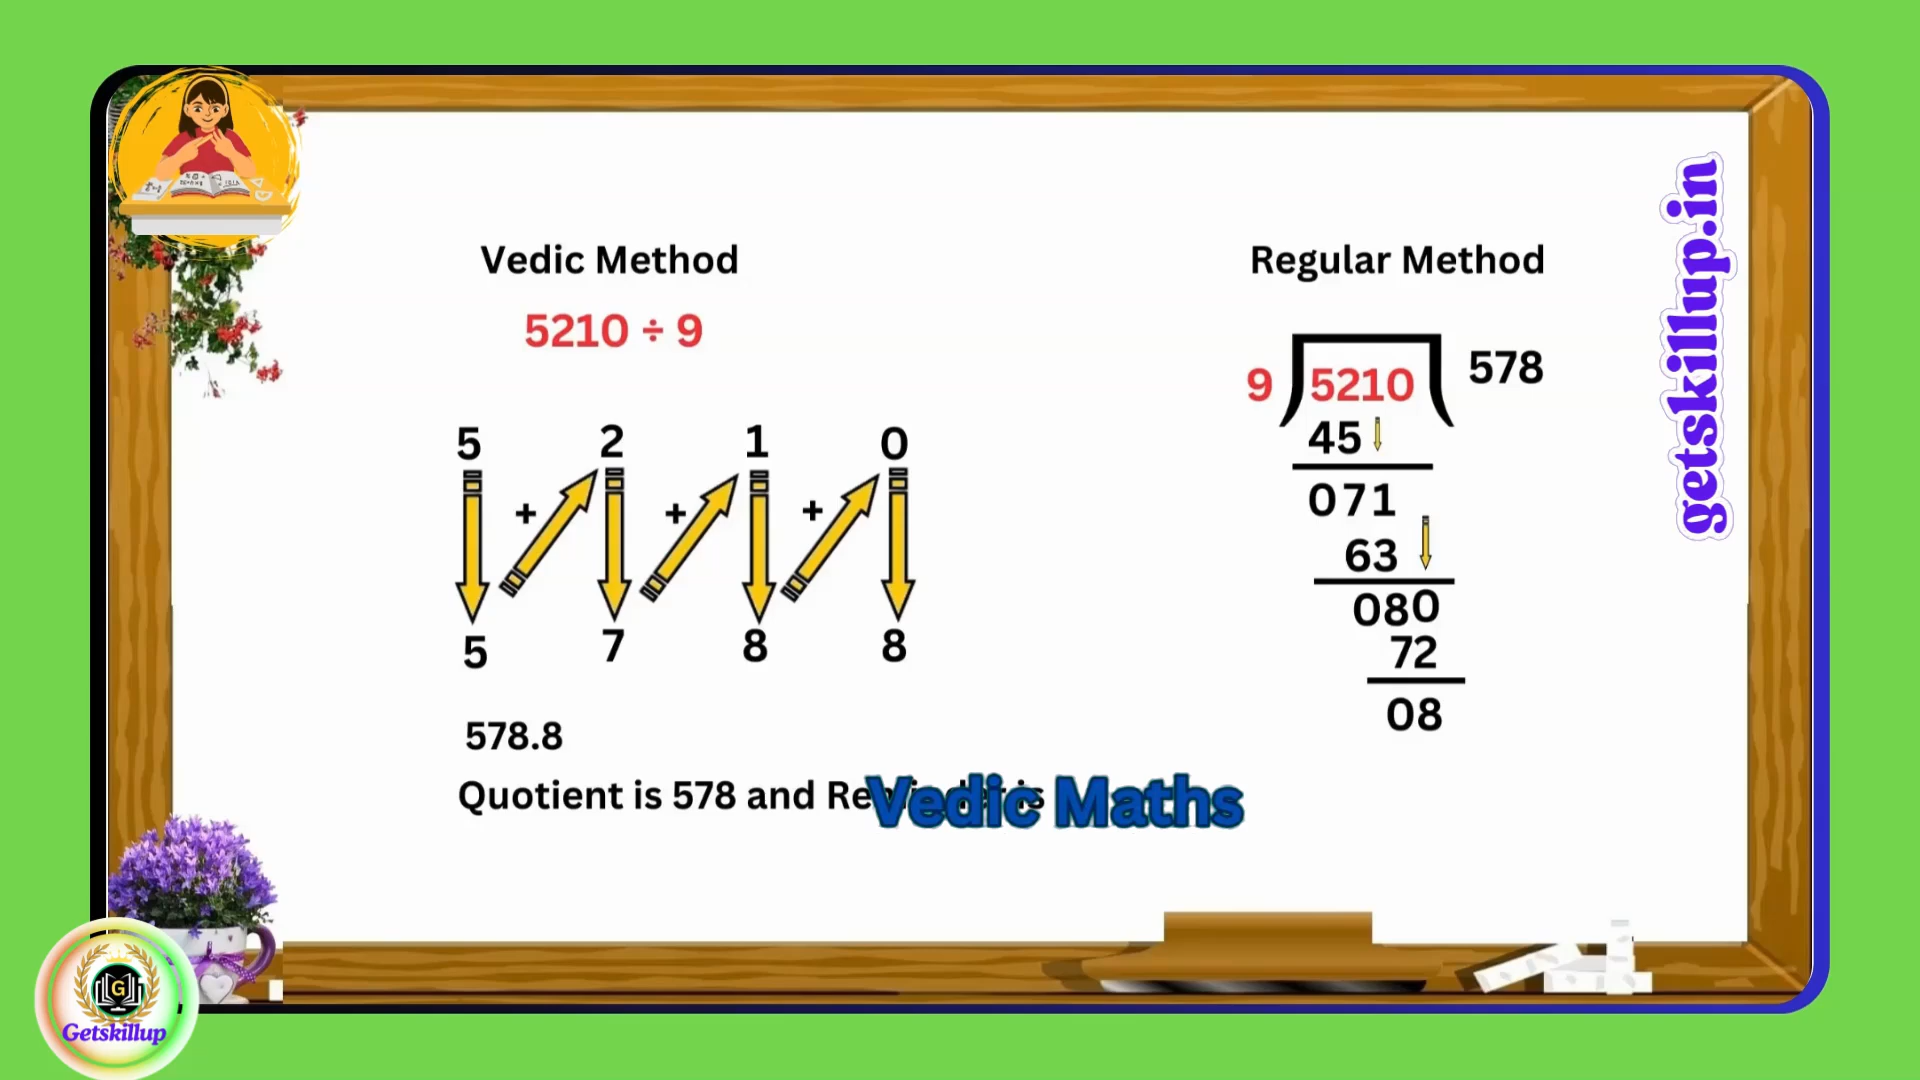 Vedic Method
5210 ÷ 9
5 2 1 0
+ + +
5 7 8 8
578.8
Quotient is 578 and Re is
Vedic Maths
Regular Method
9 5210 578
45
071
63
080
72
08
getskillup.in
G
Getskillup